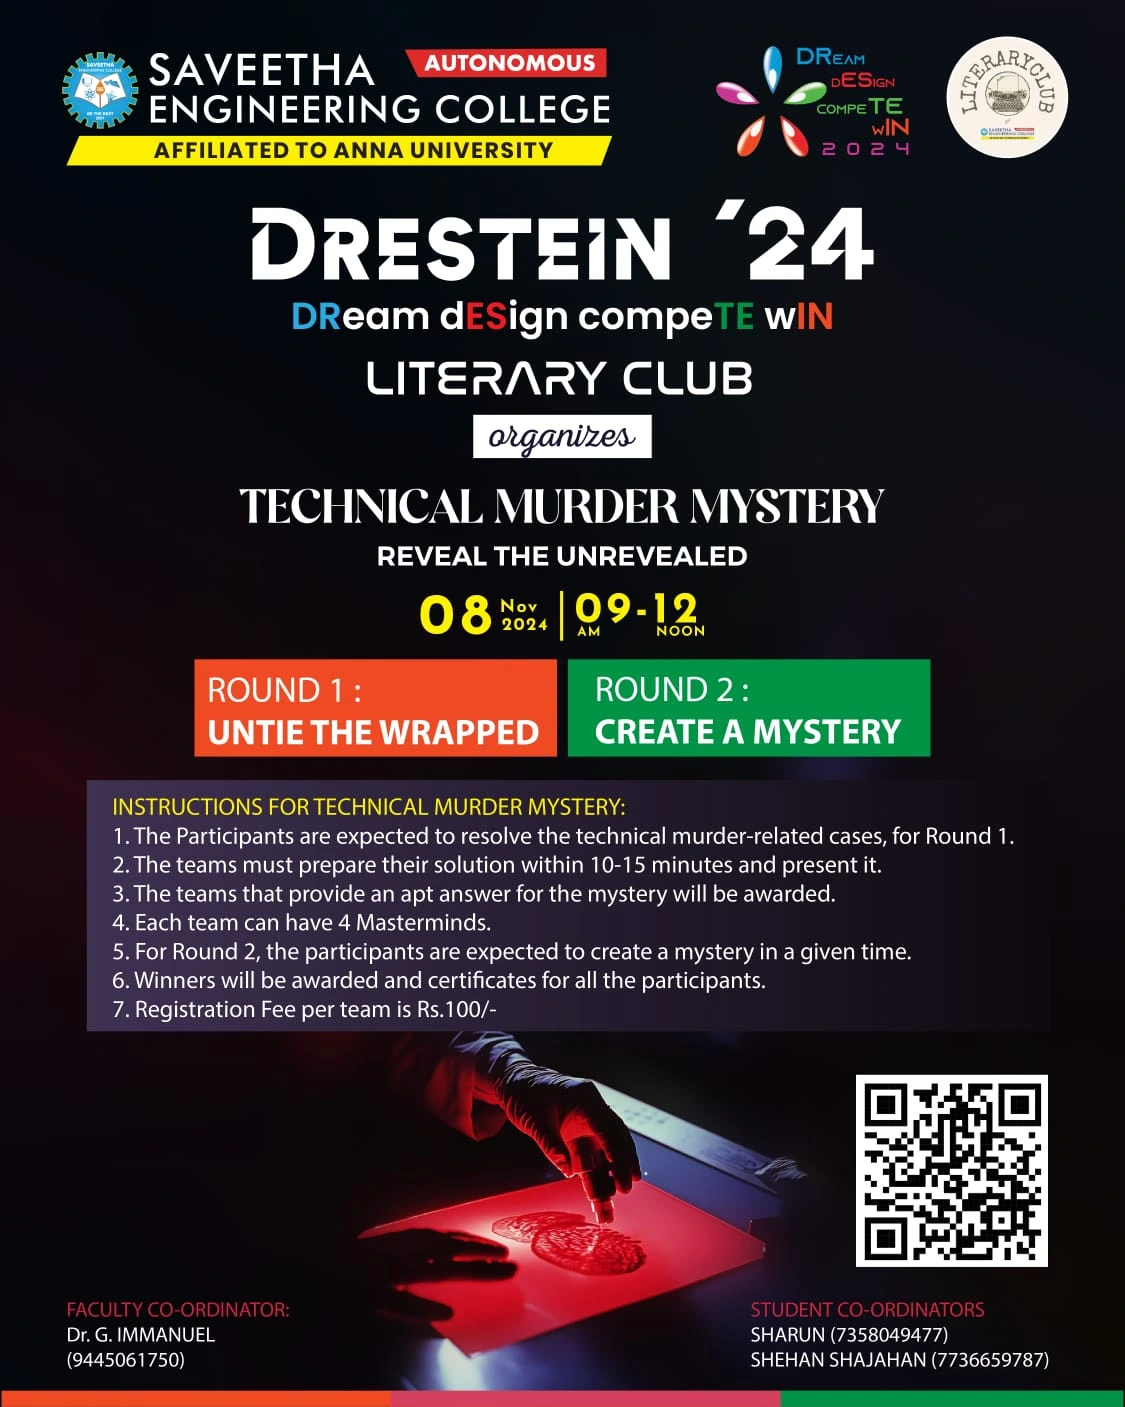 SAVEETHA
AUTONOMOUS
ENGINEERING COLLEGE
AFFILIATED TO ANNA UNIVERSITY
DREAM
dESIGN
COMPETE
wIN
2024
LITERARY CLUB
DRESTEIN '24
DReam dESign compeTE wIN
LITERARY CLUB
organizes
TECHNICAL MURDER MYSTERY
REVEAL THE UNREVEALED
08 Nov 2024 | 09 AM - 12 NOON
ROUND 1 :
UNTIE THE WRAPPED
ROUND 2 :
CREATE A MYSTERY
INSTRUCTIONS FOR TECHNICAL MURDER MYSTERY:
1. The Participants are expected to resolve the technical murder-related cases, for Round 1.
2. The teams must prepare their solution within 10-15 minutes and present it.
3. The teams that provide an apt answer for the mystery will be awarded.
4. Each team can have 4 Masterminds.
5. For Round 2, the participants are expected to create a mystery in a given time.
6. Winners will be awarded and certificates for all the participants.
7. Registration Fee per team is Rs.100/-
FACULTY CO-ORDINATOR:
Dr. G. IMMANUEL
(9445061750)
STUDENT CO-ORDINATORS
SHARUN (7358049477)
SHEHAN SHAJAHAN (7736659787)